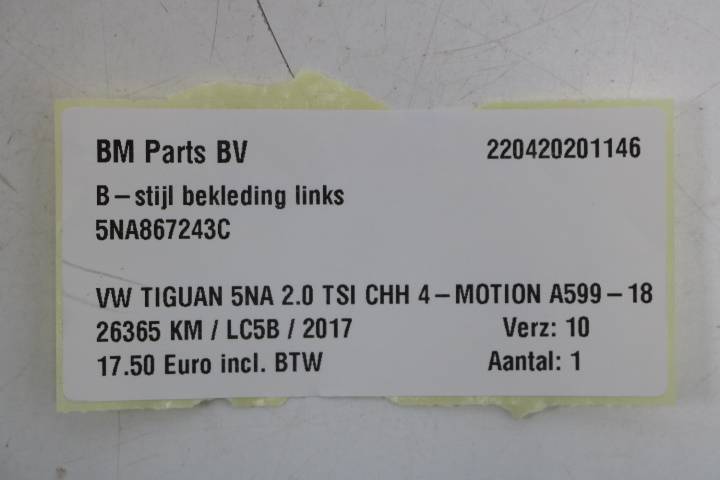 BM Parts BV 220420201146
B-stijl bekleding links
5NA867243C
VW TIGUAN 5NA 2.0 TSI CHH 4-MOTION A599-18
26365 KM / LC5B / 2017 Verz: 10
17.50 Euro incl. BTW Aantal: 1